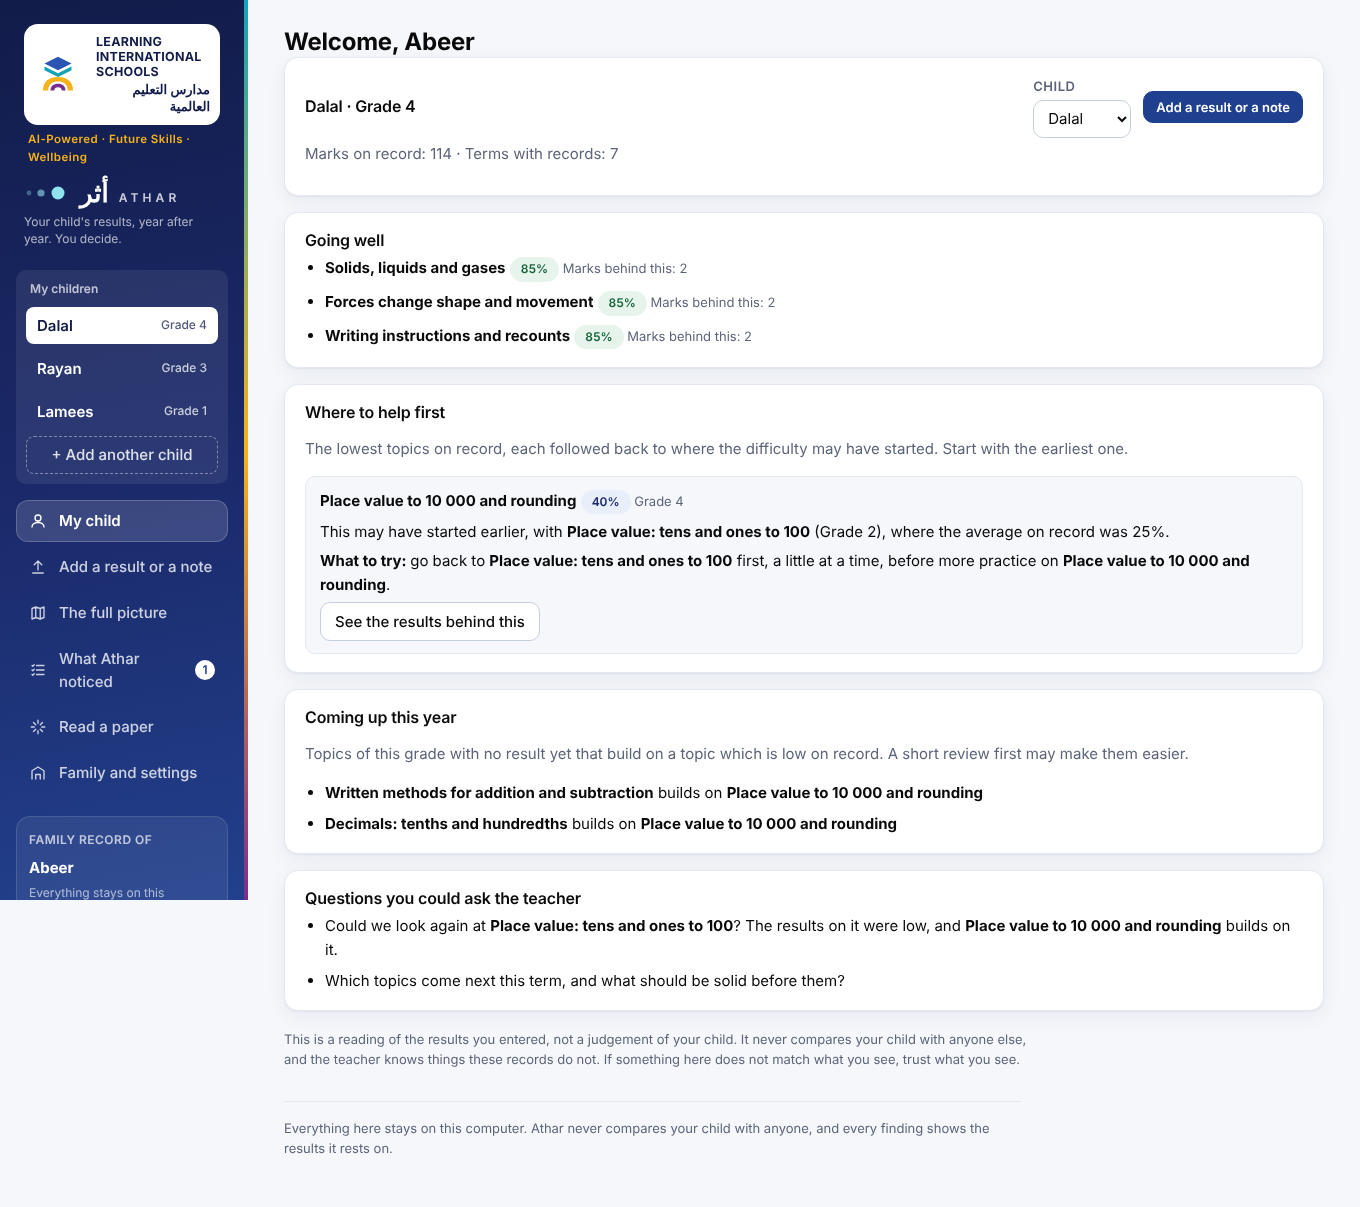 LEARNING
INTERNATIONAL
SCHOOLS
مدارس التعليم
العالمية
AI-Powered · Future Skills ·
Wellbeing
أثر ATHAR
Your child's results, year after
year. You decide.
My children
Dalal Grade 4
Rayan Grade 3
Lamees Grade 1
+ Add another child
My child
Add a result or a note
The full picture
What Athar
noticed 1
Read a paper
Family and settings
FAMILY RECORD OF
Abeer
Everything stays on this
Welcome, Abeer
Dalal · Grade 4
CHILD
Dalal
Add a result or a note
Marks on record: 114 · Terms with records: 7
Going well
• Solids, liquids and gases 85% Marks behind this: 2
• Forces change shape and movement 85% Marks behind this: 2
• Writing instructions and recounts 85% Marks behind this: 2
Where to help first
The lowest topics on record, each followed back to where the difficulty may have started. Start with the earliest one.
Place value to 10 000 and rounding 40% Grade 4
This may have started earlier, with Place value: tens and ones to 100 (Grade 2), where the average on record was 25%.
What to try: go back to Place value: tens and ones to 100 first, a little at a time, before more practice on Place value to 10 000 and
rounding.
See the results behind this
Coming up this year
Topics of this grade with no result yet that build on a topic which is low on record. A short review first may make them easier.
• Written methods for addition and subtraction builds on Place value to 10 000 and rounding
• Decimals: tenths and hundredths builds on Place value to 10 000 and rounding
Questions you could ask the teacher
• Could we look again at Place value: tens and ones to 100? The results on it were low, and Place value to 10 000 and rounding builds on
it.
• Which topics come next this term, and what should be solid before them?
This is a reading of the results you entered, not a judgement of your child. It never compares your child with anyone else,
and the teacher knows things these records do not. If something here does not match what you see, trust what you see.
Everything here stays on this computer. Athar never compares your child with anyone, and every finding shows the
results it rests on.